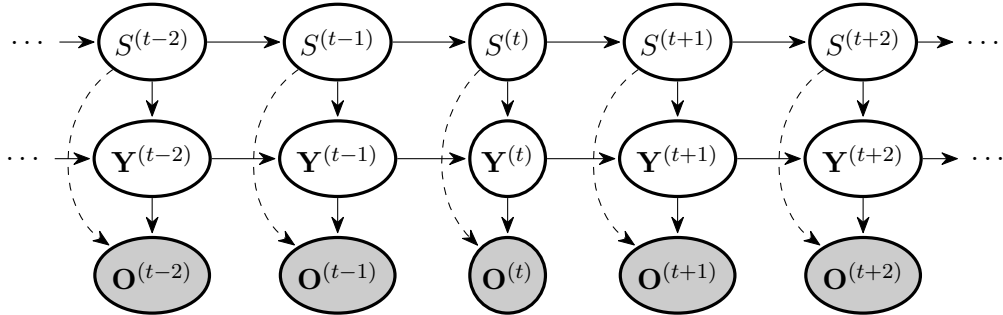 ··· S^(t−2) S^(t−1) S^(t) S^(t+1) S^(t+2) ···
··· Y^(t−2) Y^(t−1) Y^(t) Y^(t+1) Y^(t+2) ···
O^(t−2) O^(t−1) O^(t) O^(t+1) O^(t+2)